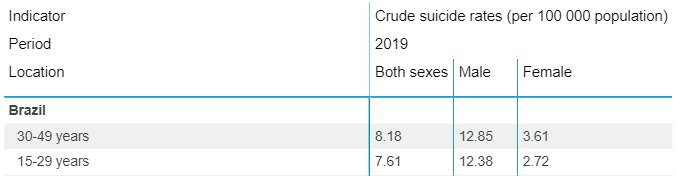 Indicator Crude suicide rates (per 100 000 population)
Period 2019
Location Both sexes Male Female
Brazil
30-49 years 8.18 12.85 3.61
15-29 years 7.61 12.38 2.72